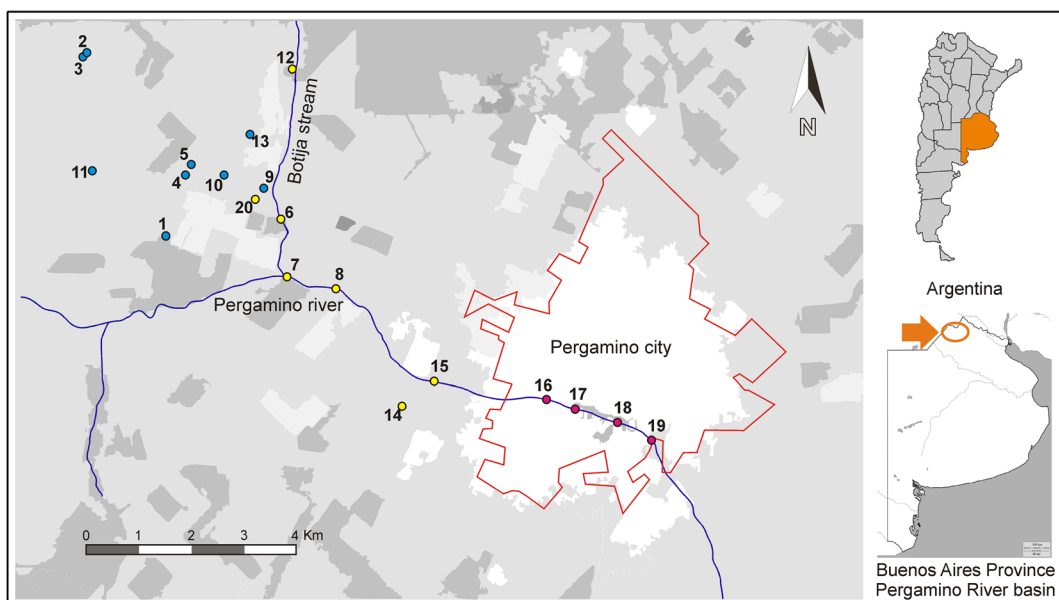 2
3
12
Botija stream
13
5
4
10
11
9
20
6
1
7
8
Pergamino river
N
Pergamino city
15
14
16
17
18
19
0 1 2 3 4 Km
Argentina
Buenos Aires Province
Pergamino River basin